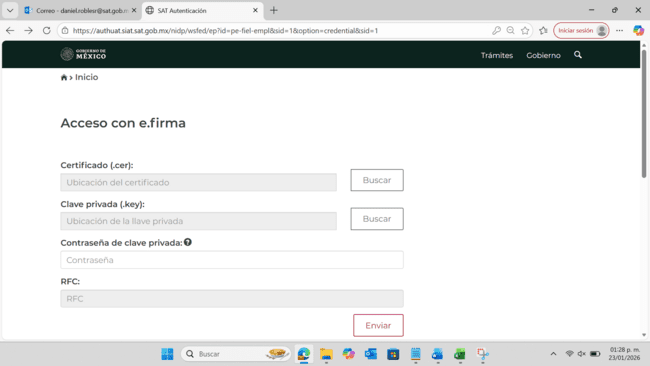 Correo - daniel.roblesr@sat.gob.m
SAT Autenticación
https://authuat.siat.sat.gob.mx/nidp/wsfed/ep?id=pe-fiel-empl&sid=1&option=credential&sid=1
Iniciar sesión
GOBIERNO DE
MÉXICO
Trámites
Gobierno
Inicio
Acceso con e.firma
Certificado (.cer):
Ubicación del certificado
Buscar
Clave privada (.key):
Ubicación de la llave privada
Buscar
Contraseña de clave privada:
Contraseña
RFC:
RFC
Enviar
Buscar
01:28 p. m.
23/01/2026